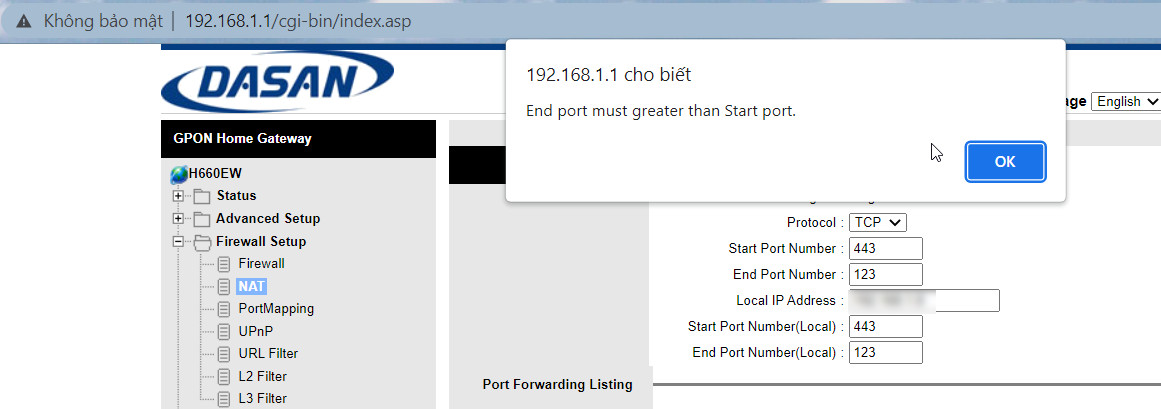 Không bảo mật | 192.168.1.1/cgi-bin/index.asp
DASAN
192.168.1.1 cho biết
End port must greater than Start port.
OK
age English
GPON Home Gateway
H660EW
Status
Advanced Setup
Firewall Setup
Firewall
NAT
PortMapping
UPnP
URL Filter
L2 Filter
L3 Filter
Protocol : TCP
Start Port Number : 443
End Port Number : 123
Local IP Address :
Start Port Number(Local) : 443
End Port Number(Local) : 123
Port Forwarding Listing